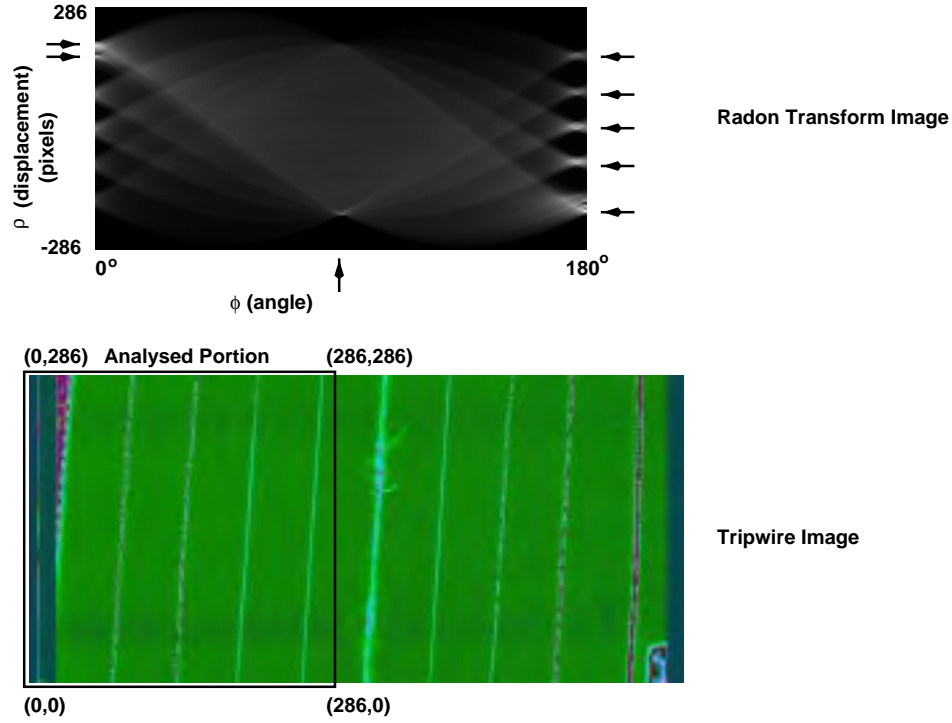 286
ρ (displacement)
(pixels)
Radon Transform Image
-286
0°
180°
ϕ (angle)
(0,286) Analysed Portion (286,286)
Tripwire Image
(0,0) (286,0)